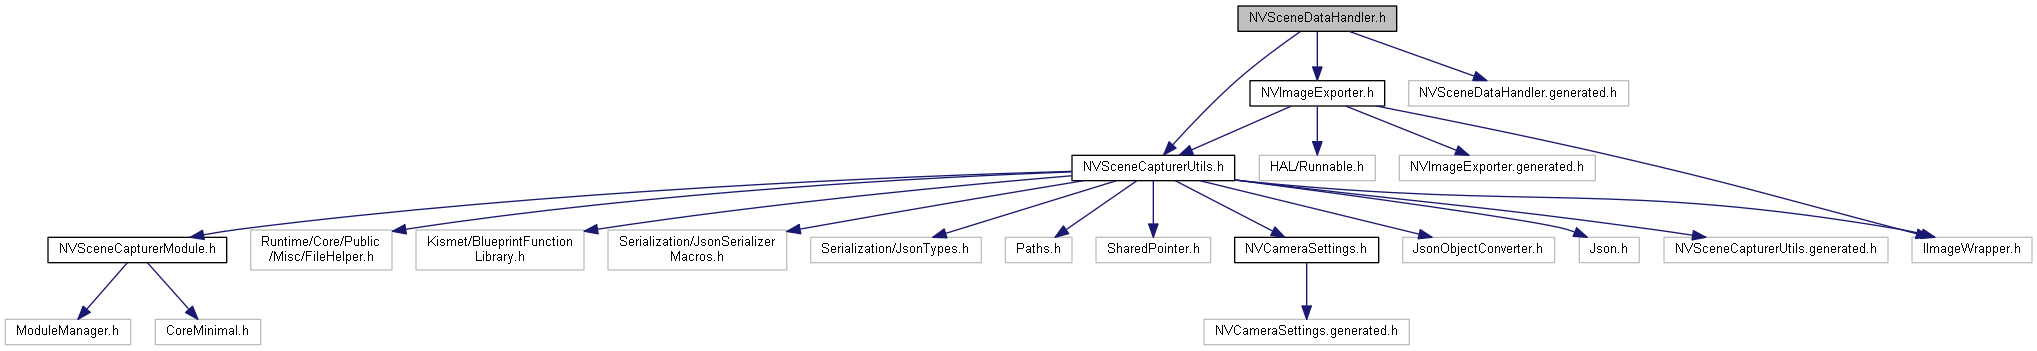 NVSceneDataHandler.h
NVImageExporter.h
NVSceneDataHandler.generated.h
NVSceneCapturerUtils.h
HAL/Runnable.h
NVImageExporter.generated.h
NVSceneCapturerModule.h
Runtime/Core/Public
/Misc/FileHelper.h
Kismet/BlueprintFunction
Library.h
Serialization/JsonSerializer
Macros.h
Serialization/JsonTypes.h
Paths.h
SharedPointer.h
NVCameraSettings.h
JsonObjectConverter.h
Json.h
NVSceneCapturerUtils.generated.h
IImageWrapper.h
ModuleManager.h
CoreMinimal.h
NVCameraSettings.generated.h